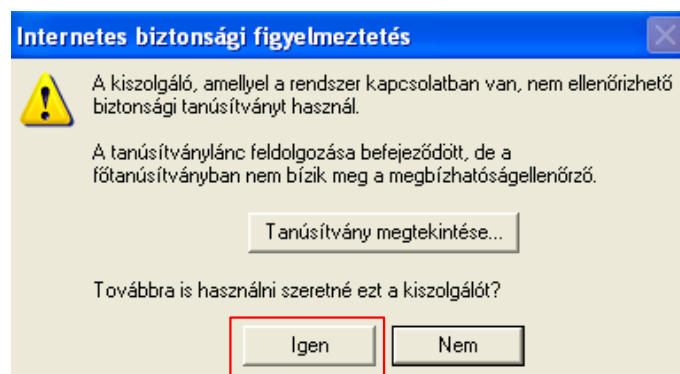 Internetes biztonsági figyelmeztetés
A kiszolgáló, amellyel a rendszer kapcsolatban van, nem ellenőrizhető
biztonsági tanúsítványt használ.
A tanúsítványlánc feldolgozása befejeződött, de a
főtanúsítványban nem bízik meg a megbízhatóságellenőrző.
Tanúsítvány megtekintése...
Továbbra is használni szeretné ezt a kiszolgálót?
Igen
Nem